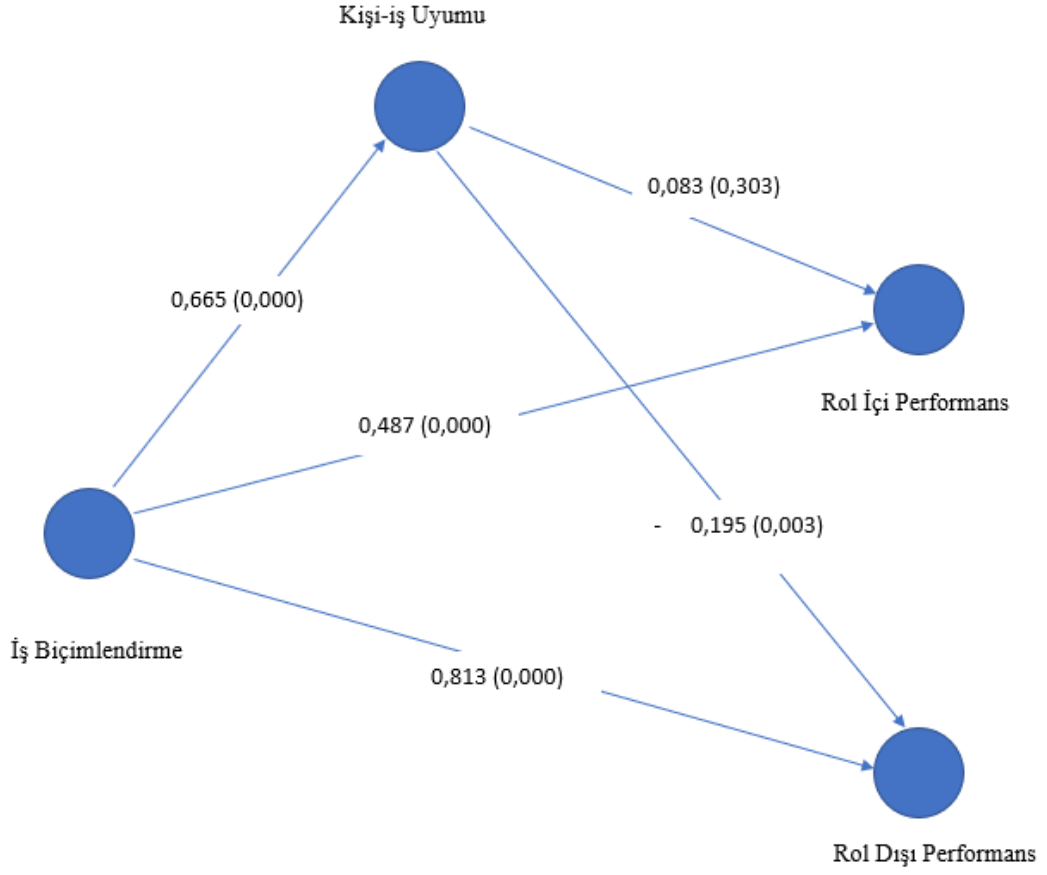 Kişi-iş Uyumu
0,083 (0,303)
0,665 (0,000)
Rol İçi Performans
0,487 (0,000)
- 0,195 (0,003)
İş Biçimlendirme
0,813 (0,000)
Rol Dışı Performans